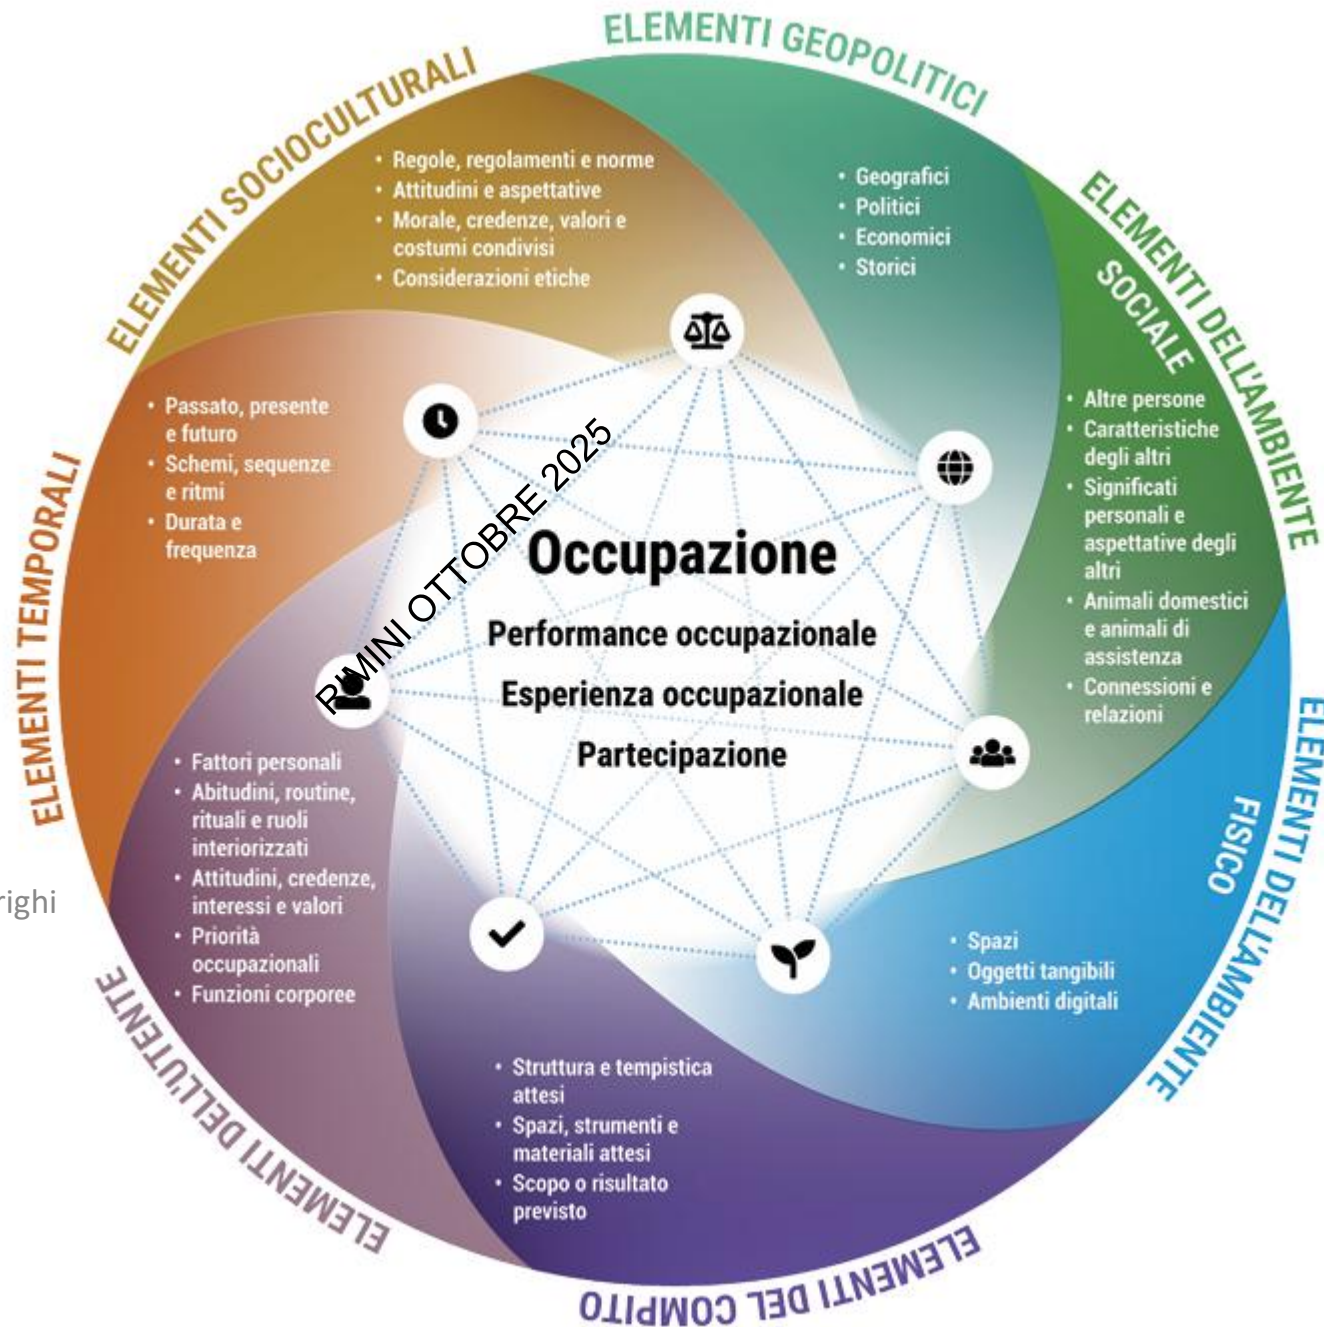 ELEMENTI GEOPOLITICI
• Geografici
• Politici
• Economici
• Storici
ELEMENTI DELL'AMBIENTE
SOCIALE
• Altre persone
• Caratteristiche
degli altri
• Significati
personali e
aspettative degli
altri
• Animali domestici
e animali di
assistenza
• Connessioni e
relazioni
ELEMENTI DELL'AMBIENTE
FISICO
• Spazi
• Oggetti tangibili
• Ambienti digitali
ELEMENTI DEL COMPITO
• Struttura e tempistica
attesi
• Spazi, strumenti e
materiali attesi
• Scopo o risultato
previsto
ELEMENTI DELL'UTENTE
• Fattori personali
• Abitudini, routine,
rituali e ruoli
interiorizzati
• Attitudini, credenze,
interessi e valori
• Priorità
occupazionali
• Funzioni corporee
ELEMENTI TEMPORALI
• Passato, presente
e futuro
• Schemi, sequenze
e ritmi
• Durata e
frequenza
ELEMENTI SOCIOCULTURALI
• Regole, regolamenti e norme
• Attitudini e aspettative
• Morale, credenze, valori e
costumi condivisi
• Considerazioni etiche
Occupazione
Performance occupazionale
Esperienza occupazionale
Partecipazione
RIMINI OTTOBRE 2025
righi